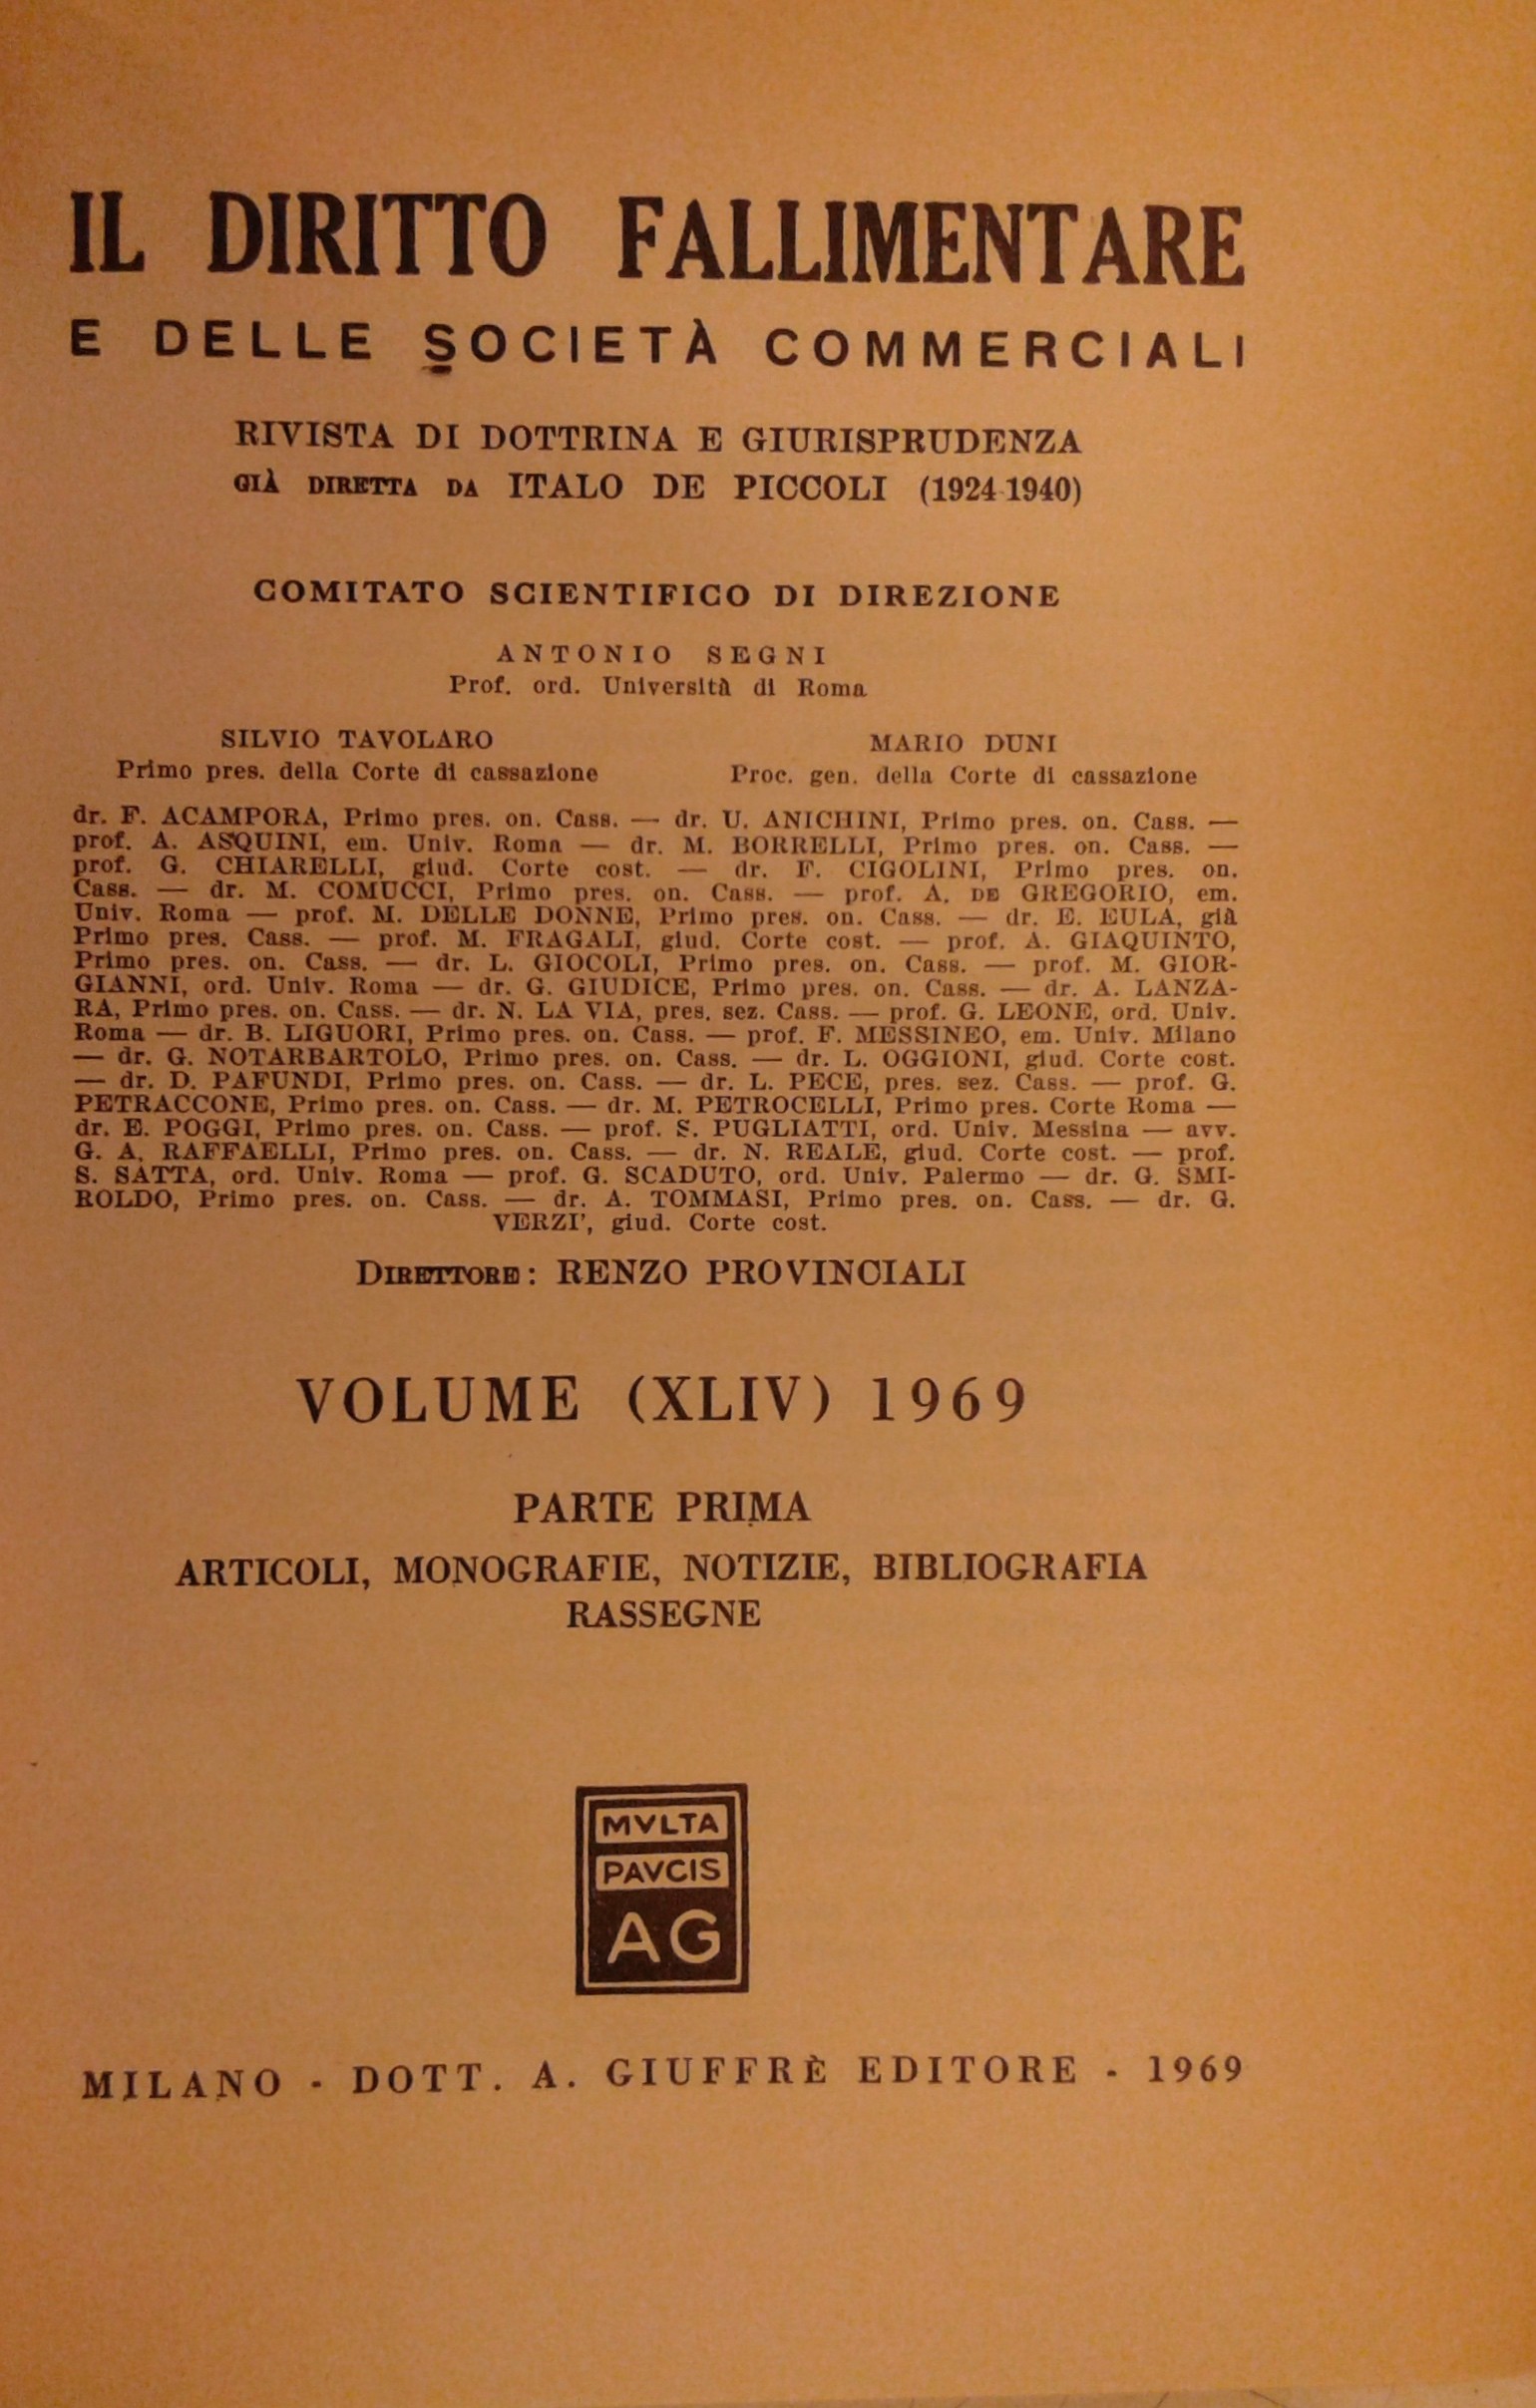 IL DIRITTO FALLIMENTARE
E DELLE SOCIETÀ COMMERCIALI
RIVISTA DI DOTTRINA E GIURISPRUDENZA
GIÀ DIRETTA DA ITALO DE PICCOLI (1924-1940)
COMITATO SCIENTIFICO DI DIREZIONE
ANTONIO SEGNI
Prof. ord. Università di Roma
SILVIO TAVOLARO
Primo pres. della Corte di cassazione
MARIO DUNI
Proc. gen. della Corte di cassazione
dr. F. ACAMPORA, Primo pres. on. Cass. — dr. U. ANICHINI, Primo pres. on. Cass. —
prof. A. ASQUINI, em. Univ. Roma — dr. M. BORRELLI, Primo pres. on. Cass. —
prof. G. CHIARELLI, giud. Corte cost. — dr. F. CIGOLINI, Primo pres. on.
Cass. — dr. M. COMUCCI, Primo pres. on. Cass. — prof. A. DE GREGORIO, em.
Univ. Roma — prof. M. DELLE DONNE, Primo pres. on. Cass. — dr. E. EULA, già
Primo pres. Cass. — prof. M. FRAGALI, giud. Corte cost. — prof. A. GIAQUINTO,
Primo pres. on. Cass. — dr. L. GIOCOLI, Primo pres. on. Cass. — prof. M. GIOR-
GIANNI, ord. Univ. Roma — dr. G. GIUDICE, Primo pres. on. Cass. — dr. A. LANZA-
RA, Primo pres. on. Cass. — dr. N. LA VIA, pres. sez. Cass. — prof. G. LEONE, ord. Univ.
Roma — dr. B. LIGUORI, Primo pres. on. Cass. — prof. F. MESSINEO, em. Univ. Milano
— dr. G. NOTARBARTOLO, Primo pres. on. Cass. — dr. L. OGGIONI, giud. Corte cost.
— dr. D. PAFUNDI, Primo pres. on. Cass. — dr. L. PECE, pres. sez. Cass. — prof. G.
PETRACCONE, Primo pres. on. Cass. — dr. M. PETROCELLI, Primo pres. Corte Roma —
dr. E. POGGI, Primo pres. on. Cass. — prof. S. PUGLIATTI, ord. Univ. Messina — avv.
G. A. RAFFAELLI, Primo pres. on. Cass. — dr. N. REALE, giud. Corte cost. — prof.
S. SATTA, ord. Univ. Roma — prof. G. SCADUTO, ord. Univ. Palermo — dr. G. SMI-
ROLDO, Primo pres. on. Cass. — dr. A. TOMMASI, Primo pres. on. Cass. — dr. G.
VERZI', giud. Corte cost.
DIRETTORE: RENZO PROVINCIALI
VOLUME (XLIV) 1969
PARTE PRIMA
ARTICOLI, MONOGRAFIE, NOTIZIE, BIBLIOGRAFIA
RASSEGNE
MVLTA
PAVCIS
AG
MILANO - DOTT. A. GIUFFRÈ EDITORE - 1969